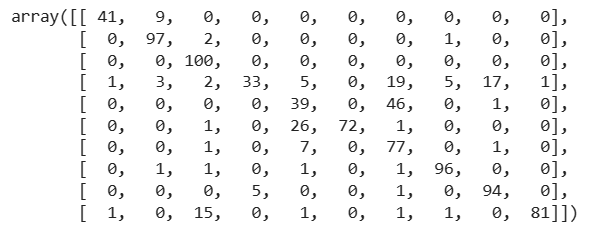 array([[ 41, 9, 0, 0, 0, 0, 0, 0, 0, 0],
[ 0, 97, 2, 0, 0, 0, 0, 1, 0, 0],
[ 0, 0, 100, 0, 0, 0, 0, 0, 0, 0],
[ 1, 3, 2, 33, 5, 0, 19, 5, 17, 1],
[ 0, 0, 0, 0, 39, 0, 46, 0, 1, 0],
[ 0, 0, 1, 0, 26, 72, 1, 0, 0, 0],
[ 0, 0, 1, 0, 7, 0, 77, 0, 1, 0],
[ 0, 1, 1, 0, 1, 0, 1, 96, 0, 0],
[ 0, 0, 0, 5, 0, 0, 1, 0, 94, 0],
[ 1, 0, 15, 0, 1, 0, 1, 1, 0, 81]])